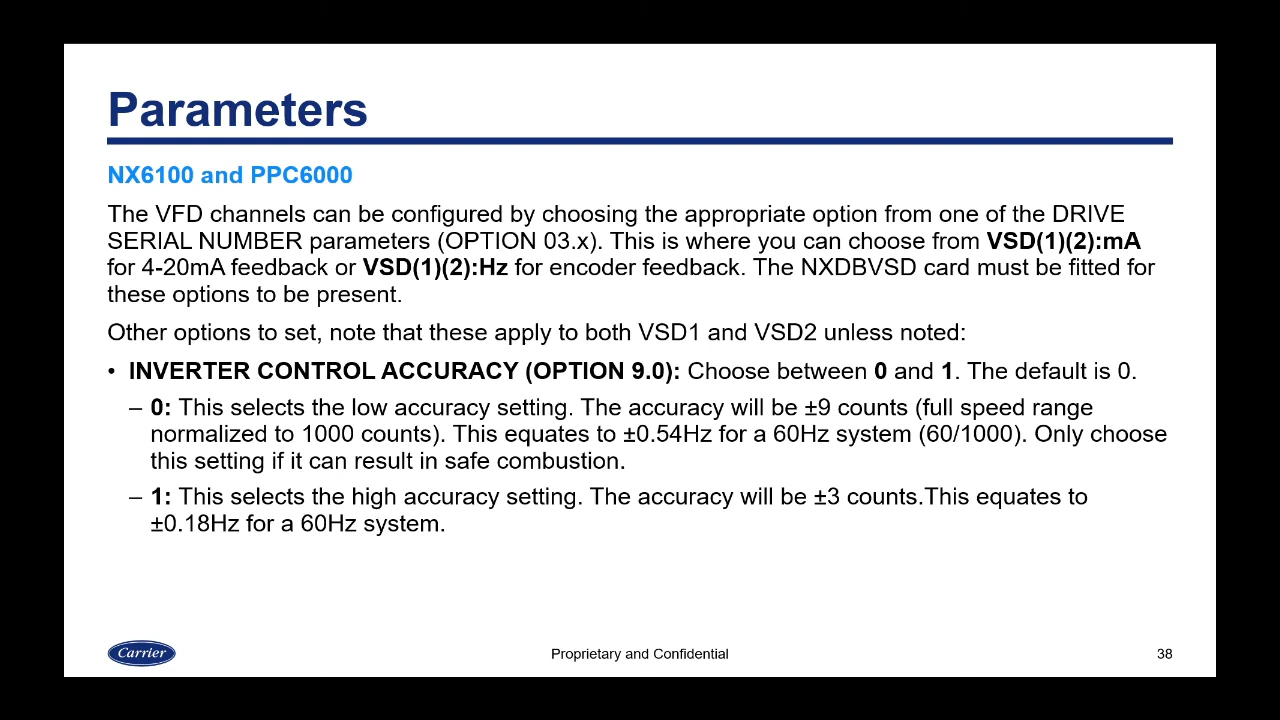 Parameters
NX6100 and PPC6000
The VFD channels can be configured by choosing the appropriate option from one of the DRIVE
SERIAL NUMBER parameters (OPTION 03.x). This is where you can choose from VSD(1)(2):mA
for 4-20mA feedback or VSD(1)(2):Hz for encoder feedback. The NXDBVSD card must be fitted for
these options to be present.
Other options to set, note that these apply to both VSD1 and VSD2 unless noted:
• INVERTER CONTROL ACCURACY (OPTION 9.0): Choose between 0 and 1. The default is 0.
– 0: This selects the low accuracy setting. The accuracy will be ±9 counts (full speed range
normalized to 1000 counts). This equates to ±0.54Hz for a 60Hz system (60/1000). Only choose
this setting if it can result in safe combustion.
– 1: This selects the high accuracy setting. The accuracy will be ±3 counts.This equates to
±0.18Hz for a 60Hz system.
Carrier
Proprietary and Confidential
38